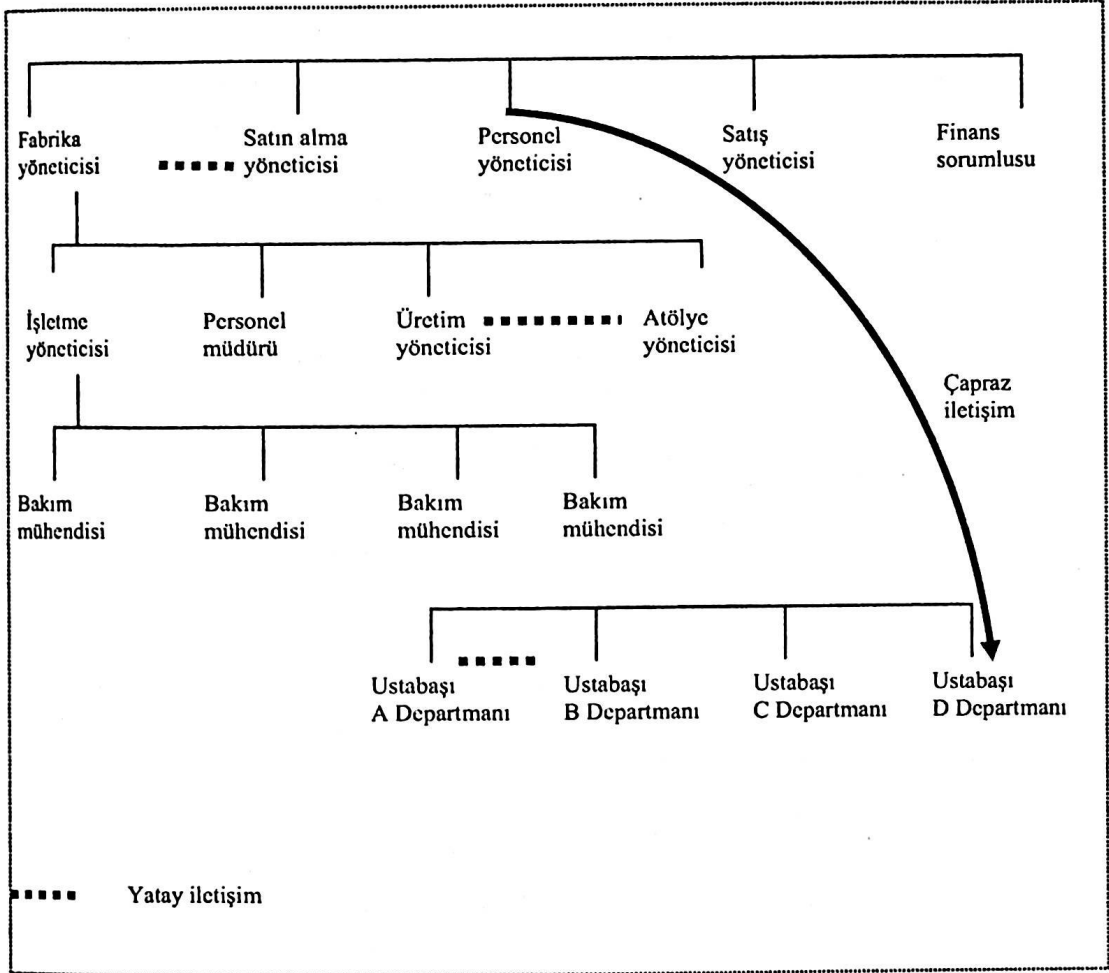 Fabrika
yöneticisi
Satın alma
yöneticisi
Personel
yöneticisi
Satış
yöneticisi
Finans
sorumlusu
İşletme
yöneticisi
Personel
müdürü
Üretim
yöneticisi
Atölye
yöneticisi
Çapraz
iletişim
Bakım
mühendisi
Bakım
mühendisi
Bakım
mühendisi
Bakım
mühendisi
Ustabaşı
A Departmanı
Ustabaşı
B Departmanı
Ustabaşı
C Departmanı
Ustabaşı
D Departmanı
Yatay iletişim